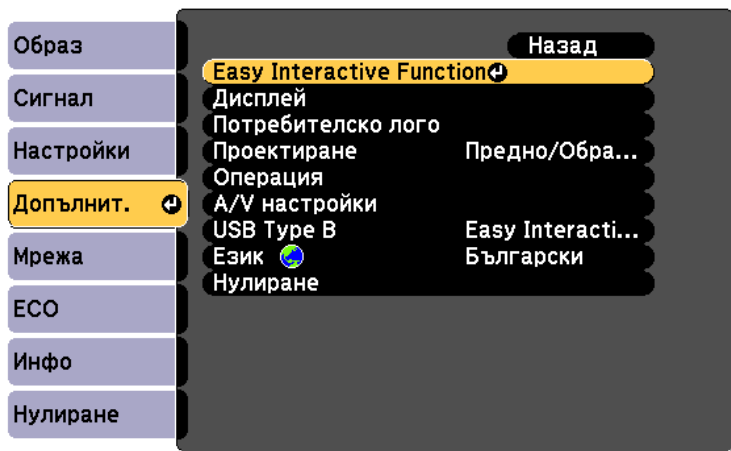 Образ
Сигнал
Настройки
Допълнит.
Мрежа
ECO
Инфо
Нулиране
Назад
Easy Interactive Function
Дисплей
Потребителско лого
Проектиране Предно/Обра...
Операция
A/V настройки
USB Type B Easy Interacti...
Език Български
Нулиране